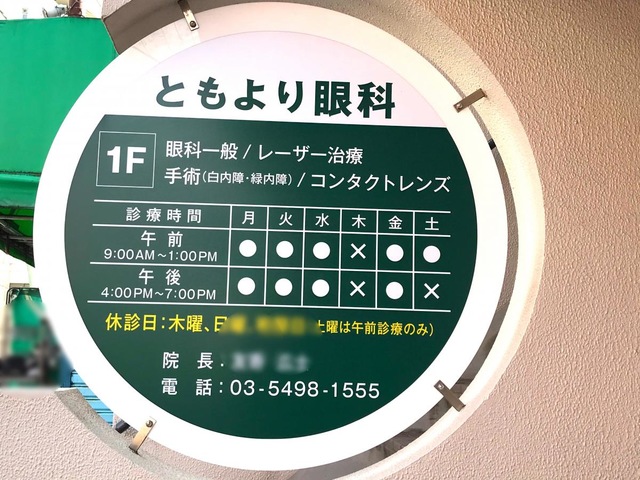 ともより眼科
1F
眼科一般 / レーザー治療
手術(白内障・緑内障) / コンタクトレンズ
診療時間 月 火 水 木 金 土
午前 9:00AM〜1:00PM ● ● ● × ● ●
午後 4:00PM〜7:00PM ● ● ● × ● ×
休診日:木曜、日 土曜は午前診療のみ)
院 長:
電 話:03-5498-1555